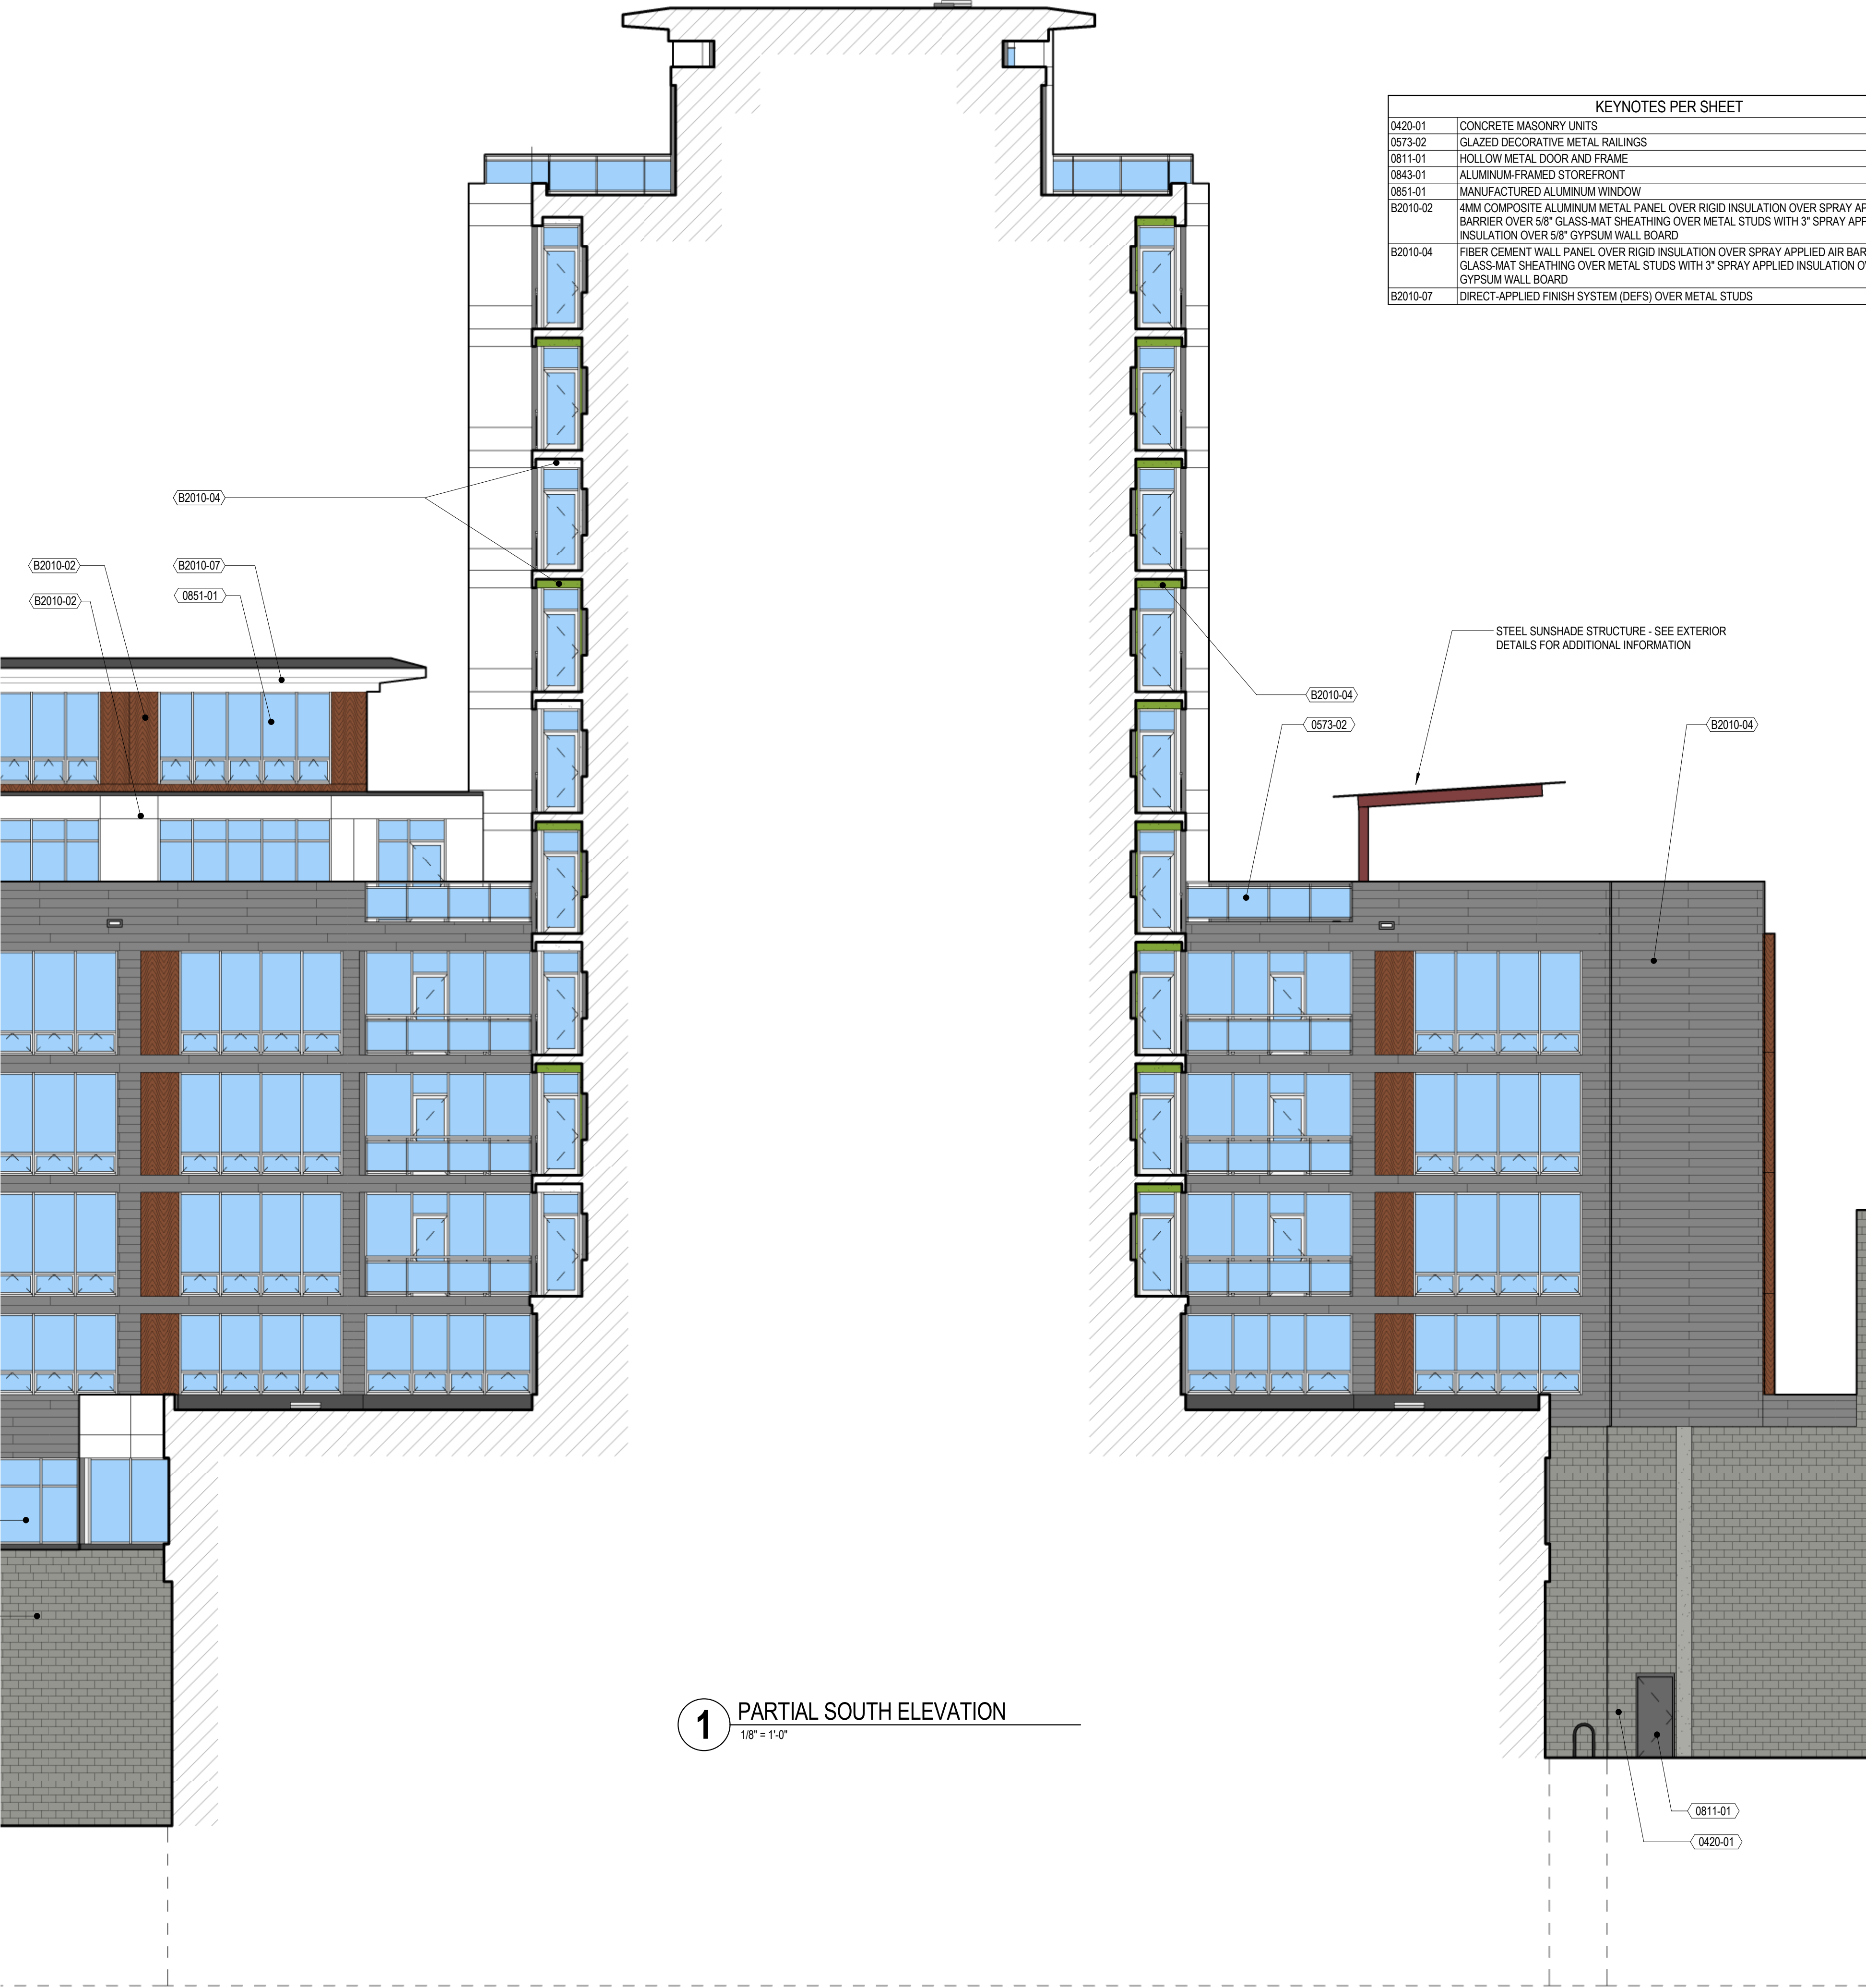 KEYNOTES PER SHEET
0420-01 CONCRETE MASONRY UNITS
0573-02 GLAZED DECORATIVE METAL RAILINGS
0811-01 HOLLOW METAL DOOR AND FRAME
0843-01 ALUMINUM-FRAMED STOREFRONT
0851-01 MANUFACTURED ALUMINUM WINDOW
B2010-02 4MM COMPOSITE ALUMINUM METAL PANEL OVER RIGID INSULATION OVER SPRAY
BARRIER OVER 5/8" GLASS-MAT SHEATHING OVER METAL STUDS WITH 3" SPRAY
INSULATION OVER 5/8" GYPSUM WALL BOARD
B2010-04 FIBER CEMENT WALL PANEL OVER RIGID INSULATION OVER SPRAY APPLIED AIR
GLASS-MAT SHEATHING OVER METAL STUDS WITH 3" SPRAY APPLIED INSULATION
GYPSUM WALL BOARD
B2010-07 DIRECT-APPLIED FINISH SYSTEM (DEFS) OVER METAL STUDS
B2010-04
B2010-02
B2010-07
B2010-02
0851-01
STEEL SUNSHADE STRUCTURE - SEE EXTERIOR
DETAILS FOR ADDITIONAL INFORMATION
B2010-04
0573-02
B2010-04
1 PARTIAL SOUTH ELEVATION
1/8" = 1'-0"
0811-01
0420-01